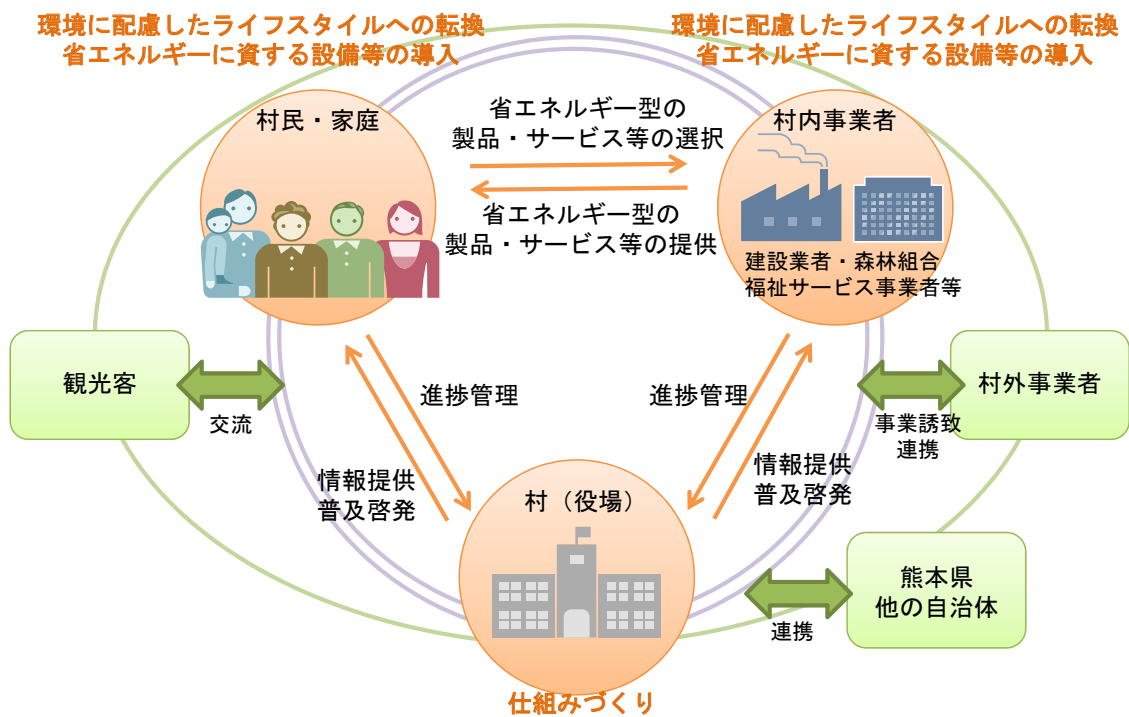 環境に配慮したライフスタイルへの転換
省エネルギーに資する設備等の導入
環境に配慮したライフスタイルへの転換
省エネルギーに資する設備等の導入
村民・家庭
省エネルギー型の
製品・サービス等の選択
省エネルギー型の
製品・サービス等の提供
村内事業者
建設業者・森林組合
福祉サービス事業者等
観光客
交流
進捗管理
情報提供
普及啓発
進捗管理
情報提供
普及啓発
村外事業者
事業誘致
連携
村（役場）
熊本県
他の自治体
連携
仕組みづくり